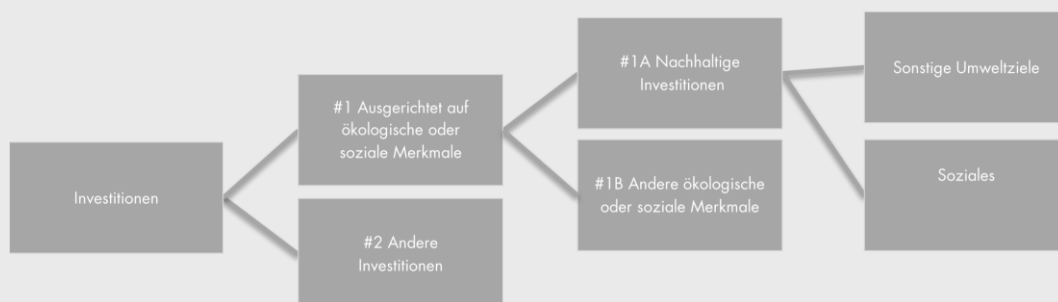 Investitionen
#1 Ausgerichtet auf
ökologische oder
soziale Merkmale
#2 Andere
Investitionen
#1A Nachhaltige
Investitionen
#1B Andere ökologische
oder soziale Merkmale
Sonstige Umweltziele
Soziales